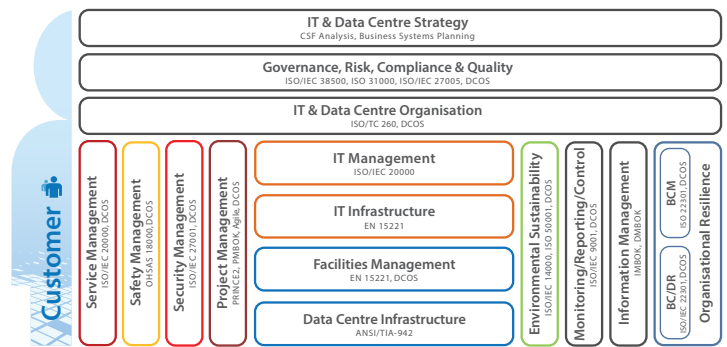 IT & Data Centre Strategy
CSF Analysis, Business Systems Planning
Governance, Risk, Compliance & Quality
ISO/IEC 38500, ISO 31000, ISO/IEC 27005, DCOS
IT & Data Centre Organisation
ISO/TC 260, DCOS
Customer
Service Management
ISO/IEC 20000, DCOS
Safety Management
OHSAS 18000, DCOS
Security Management
ISO/IEC 27001, DCOS
Project Management
PRINCE2, PMBOK, Agile, DCOS
IT Management
ISO/IEC 20000
IT Infrastructure
EN 15221
Facilities Management
EN 15221, DCOS
Data Centre Infrastructure
ANSI/TIA-942
Environmental Sustainability
ISO/IEC 14000, ISO 50001, DCOS
Monitoring/Reporting/Control
ISO/IEC 9001, DCOS
Information Management
IMBOK, DMBOK
BCM
ISO 22301, DCOS
BC/DR
ISO/IEC 22301, DCOS
Organisational Resilience